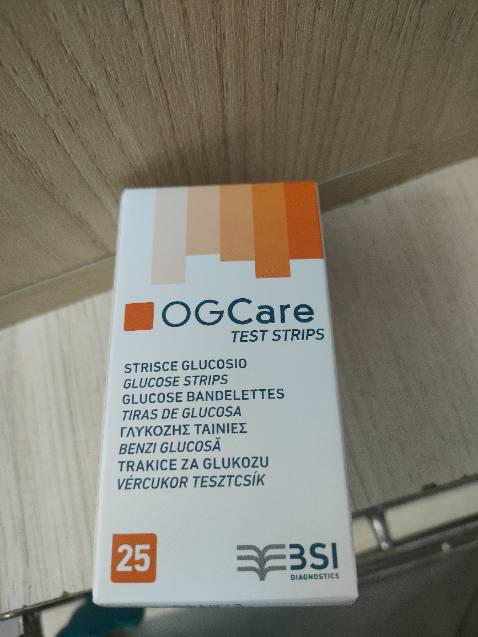 OGCare
TEST STRIPS
STRISCE GLUCOSIO
GLUCOSE STRIPS
GLUCOSE BANDELETTES
TIRAS DE GLUCOSA
ΓΛΥΚΟΖΗΣ ΤΑΙΝΙΕΣ
BENZI GLUCOSĂ
TRAKICE ZA GLUKOZU
VÉRCUKOR TESZTCSÍK
25
BSI
DIAGNOSTICS